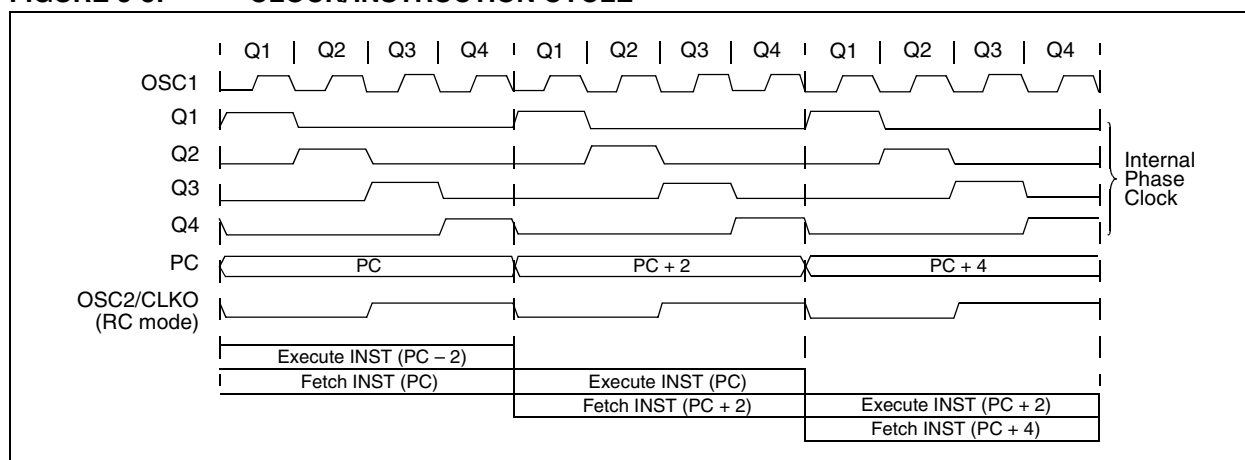 Q1 | Q2 | Q3 | Q4 Q1 | Q2 | Q3 | Q4 Q1 | Q2 | Q3 | Q4
OSC1
Q1
Q2
Q3
Q4
Internal
Phase
Clock
PC PC PC + 2 PC + 4
OSC2/CLKO
(RC mode)
Execute INST (PC – 2)
Fetch INST (PC) Execute INST (PC)
Fetch INST (PC + 2) Execute INST (PC + 2)
Fetch INST (PC + 4)